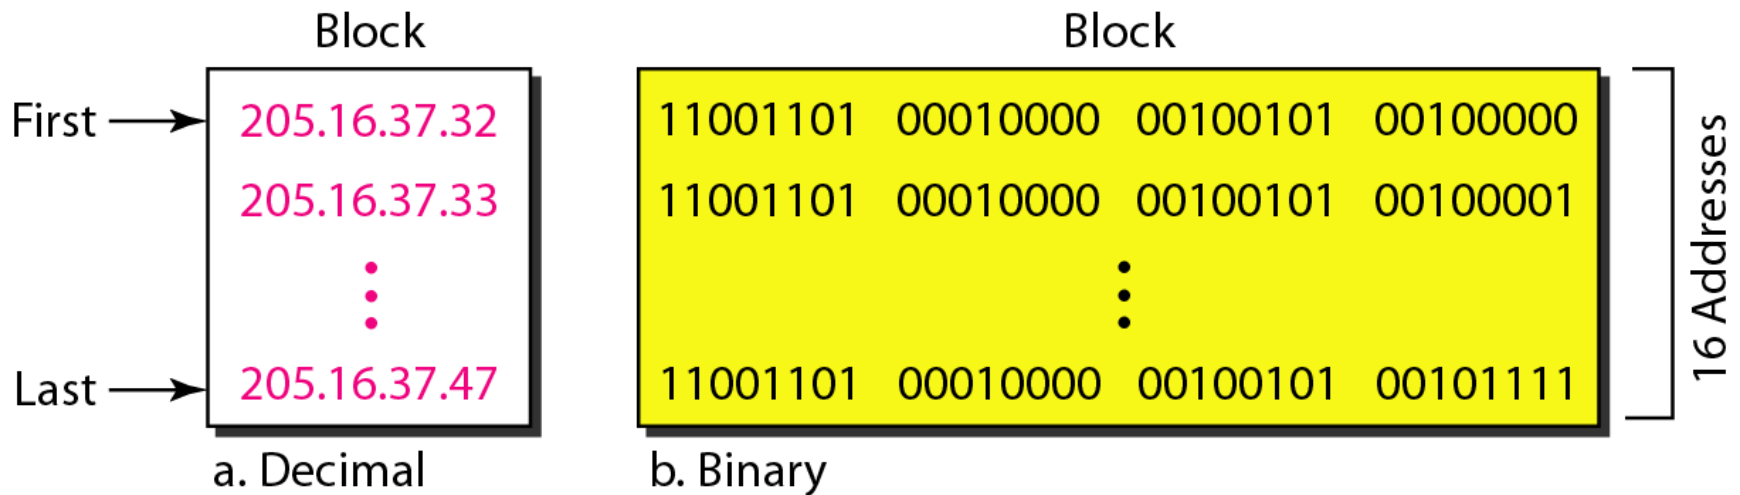 Block
First
205.16.37.32
205.16.37.33
Last
205.16.37.47
a. Decimal
Block
11001101 00010000 00100101 00100000
11001101 00010000 00100101 00100001
11001101 00010000 00100101 00101111
16 Addresses
b. Binary